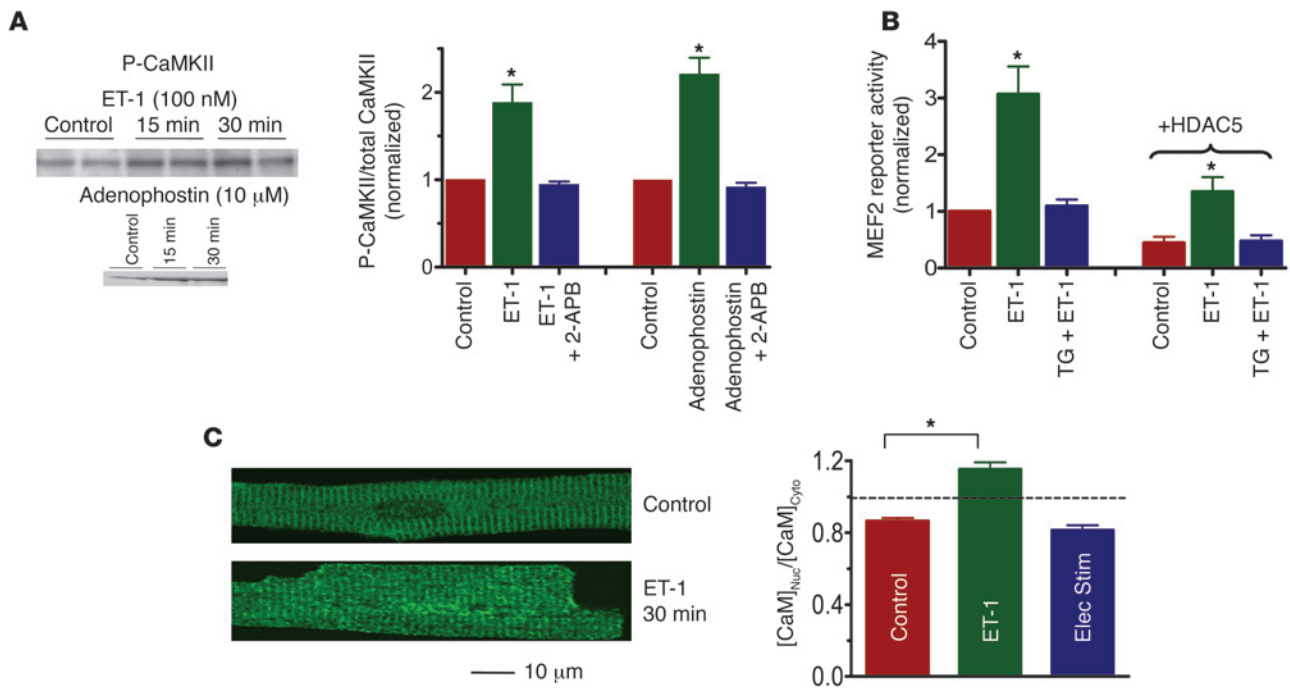 A
P-CaMKII
ET-1 (100 nM)
Control 15 min 30 min
Adenophostin (10 μM)
Control
15 min
30 min
P-CaMKII/total CaMKII
(normalized)
2
1
0
*
*
Control
ET-1
ET-1
+ 2-APB
Control
Adenophostin
Adenophostin
+ 2-APB
B
MEF2 reporter activity
(normalized)
4
3
2
1
0
*
+HDAC5
*
Control
ET-1
TG + ET-1
Control
ET-1
TG + ET-1
C
Control
ET-1
30 min
10 μm
[CaM]Nuc/[CaM]Cyto
1.2
0.8
0.4
0.0
*
Control
ET-1
Elec Stim